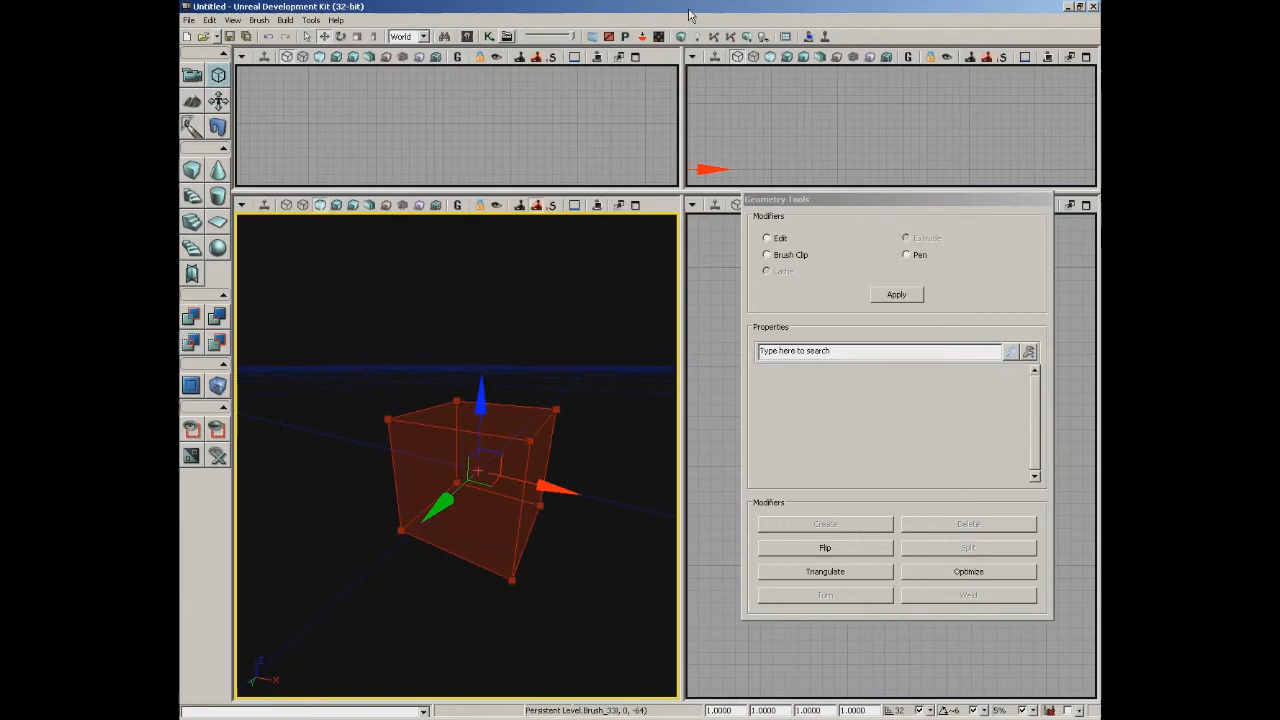 Untitled - Unreal Development Kit (32-bit)
File Edit View Brush Build Tools Help
World
G S G S
G S
Geometry Tools
Modifiers
Edit Extrude
Brush Clip Pen
Cache
Apply
Properties
Type here to search
Modifiers
Create Delete
Flip Split
Triangulate Optimize
Turn Weld
Z
X
Persistent Level.Brush_33(, 0, -64) 1.0000 1.0000 1.0000 1.0000 32 ~6 5%